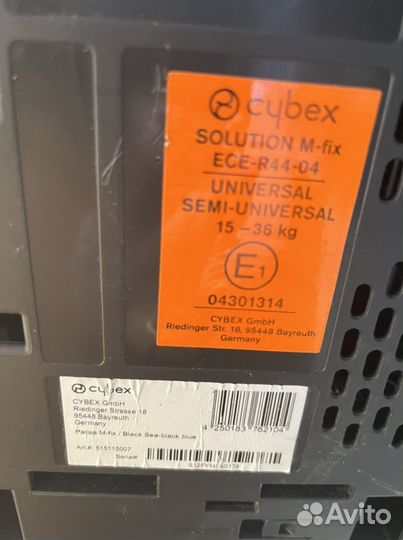 cybex
SOLUTION M-fix
ECE-R44-04
UNIVERSAL
SEMI-UNIVERSAL
15 – 36 kg
E1
04301314
CYBEX GmbH
Riedinger Str. 18, 95448 Bayreuth
Germany
cybex
CYBEX GmbH
Riedinger Strasse 18
95448 Bayreuth
Germany
4 250183 762104
Pallas M-fix / Black Sea-black blue
Art.#: 515115007
Serial#
Avito